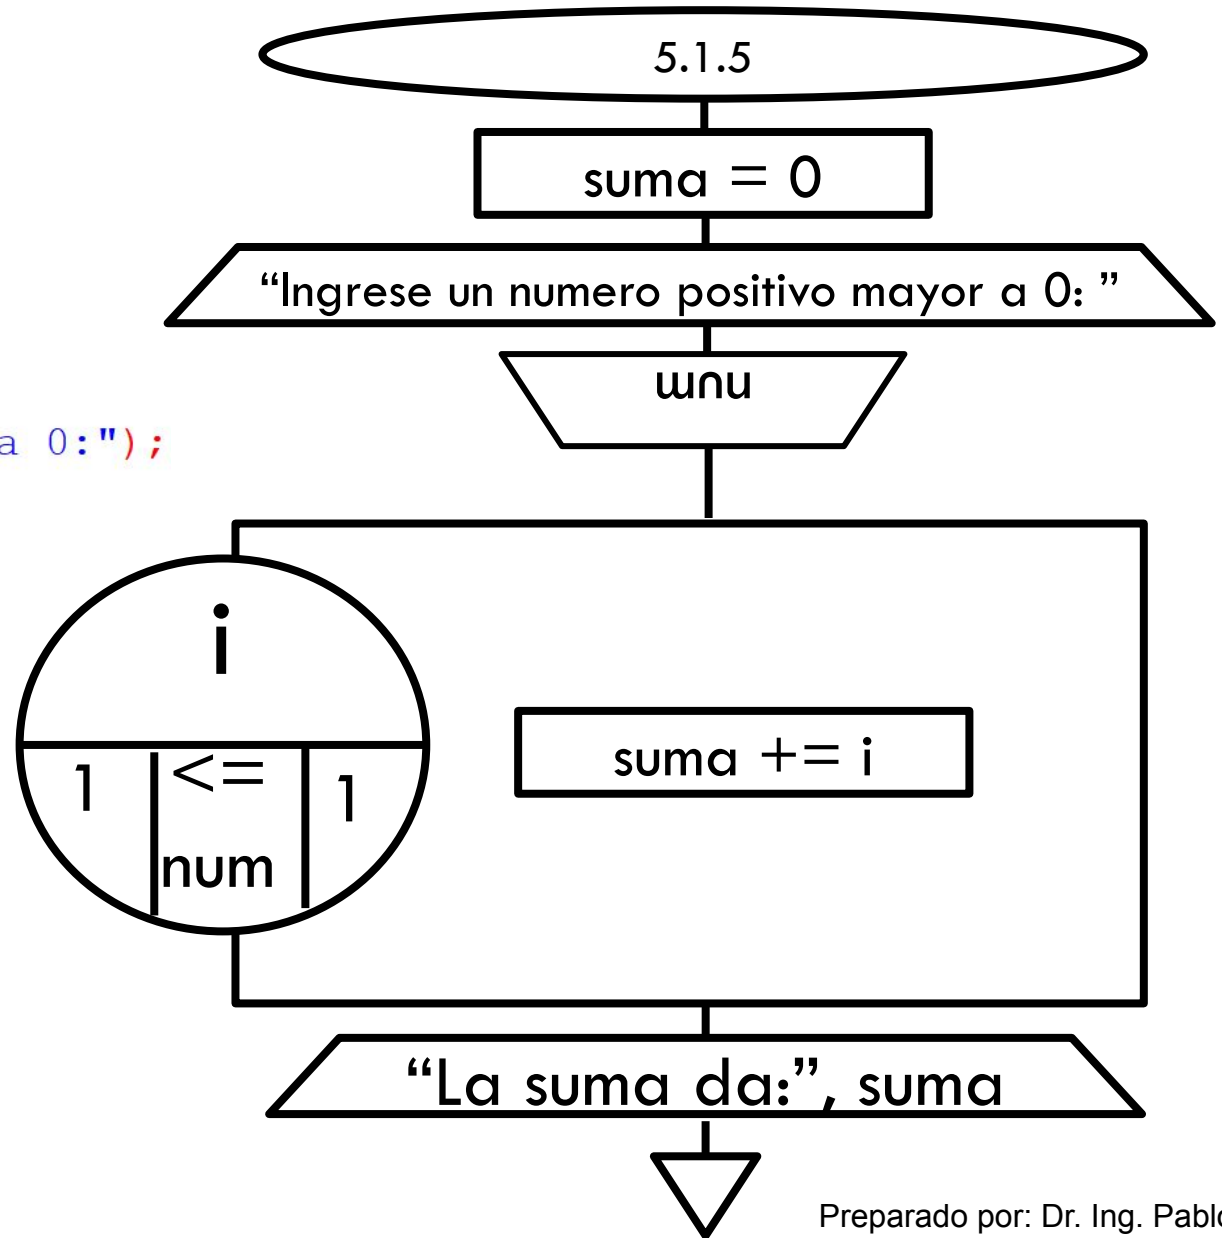 5.1.5
suma = 0
“Ingrese un numero positivo mayor a 0: ”
num
a 0:");
i
1
<=
num
1
suma += i
“La suma da:”, suma
Preparado por: Dr. Ing. Pablo